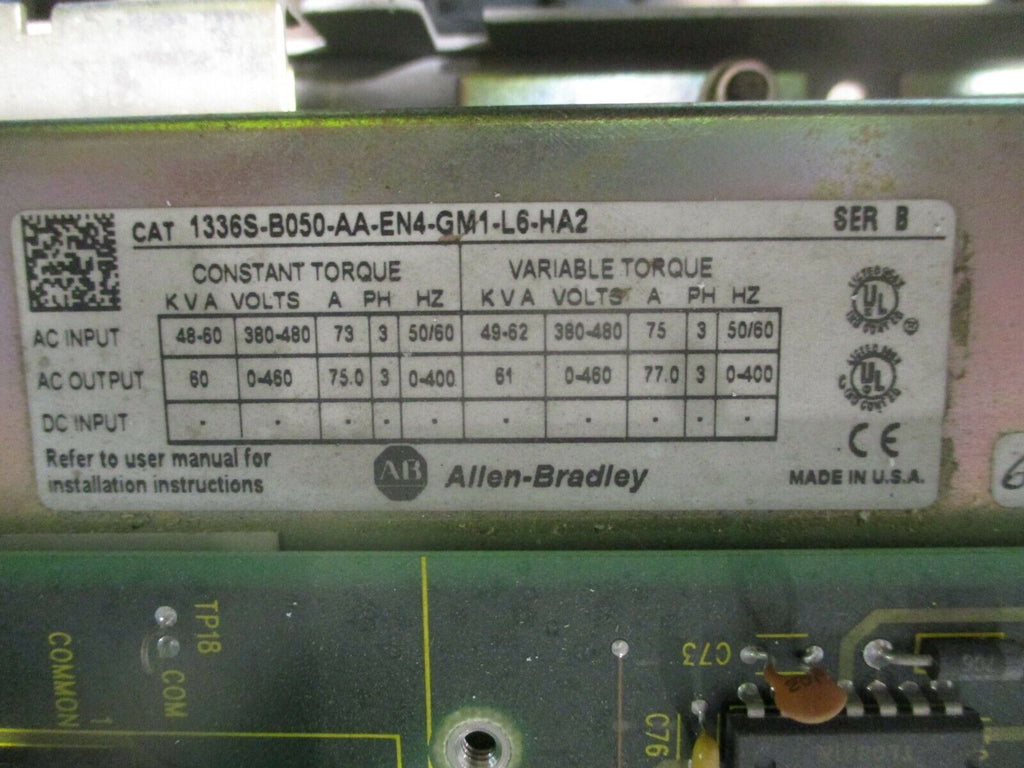 CAT 1336S-B050-AA-EN4-GM1-L6-HA2 SER B
CONSTANT TORQUE VARIABLE TORQUE
KVA VOLTS A PH HZ KVA VOLTS A PH HZ
AC INPUT 48-60 380-480 73 3 50/60 49-62 380-480 75 3 50/60
AC OUTPUT 60 0-460 75.0 3 0-400 61 0-460 77.0 3 0-400
DC INPUT - - - - - - - - - -
Refer to user manual for
installation instructions
AB Allen-Bradley
UL
UL
CE
MADE IN U.S.A.
6
TP18
COM
COMMON
1
C73
C76